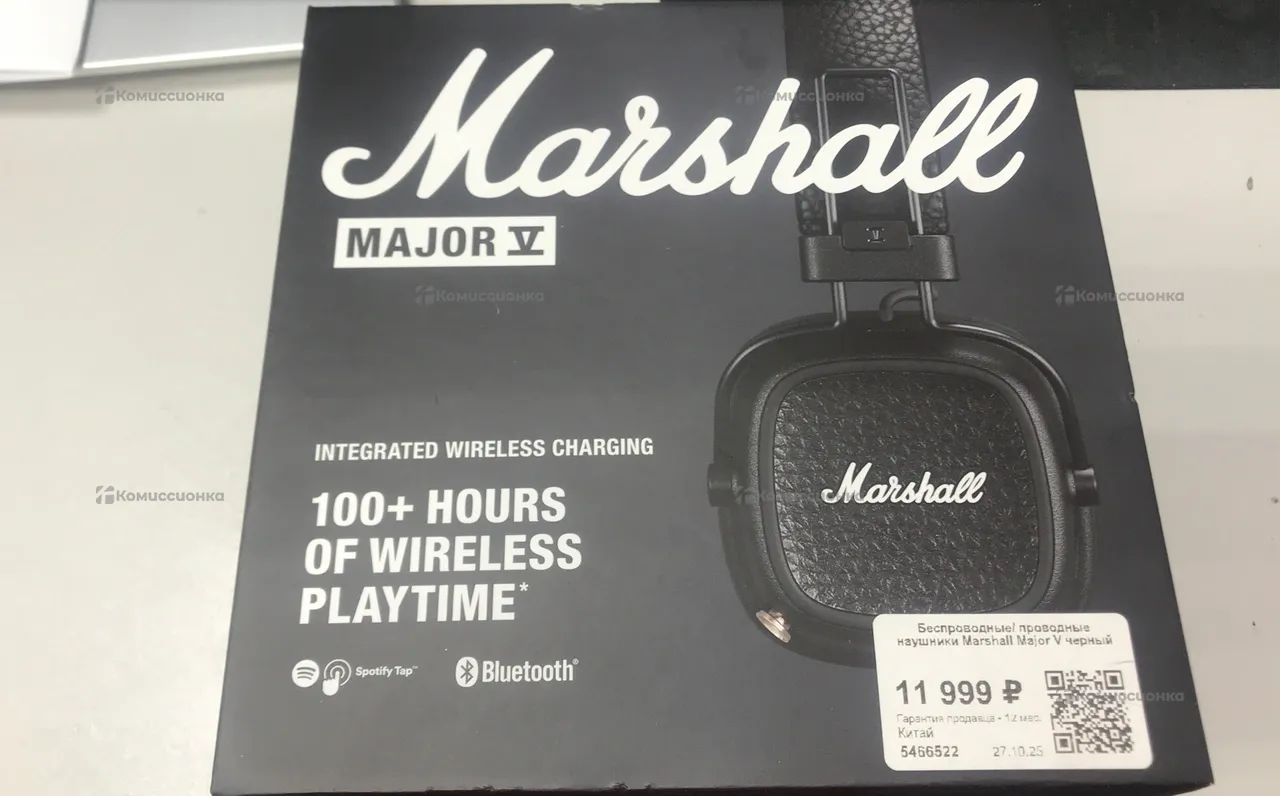 Marshall
MAJOR V
INTEGRATED WIRELESS CHARGING
100+ HOURS
OF WIRELESS
PLAYTIME*
Spotify Tap™
Bluetooth®
V
Marshall
Беспроводные/ проводные
наушники Marshall Major V черный
11 999 ₽
Гарантия продавца - 12 мес.
Китай
5466522 27.10.25
Комиссионка
Комиссионка
Комиссионка
Комиссионка
Комиссионка
Комиссионка
Комиссионка